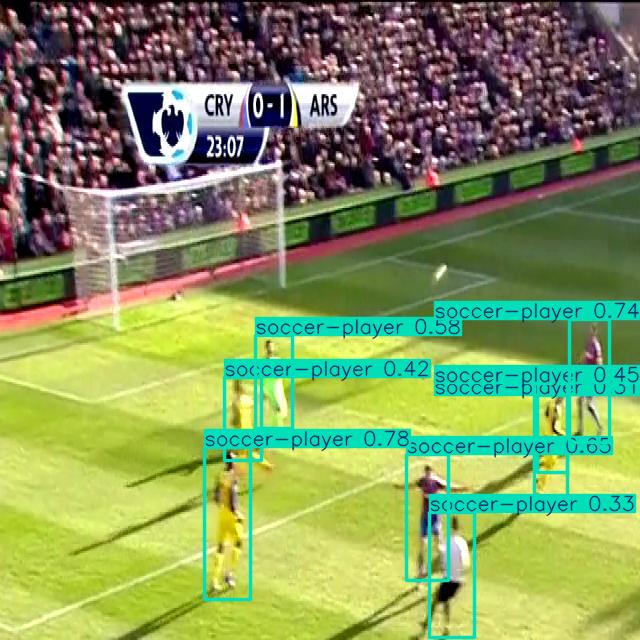 CRY 0-1 ARS
23:07
soccer-player 0.74
soccer-player 0.58
soccer-player 0.42
soccer-player 0.45
soccer-player 0.51
soccer-player 0.78
soccer-player 0.65
soccer-player 0.33